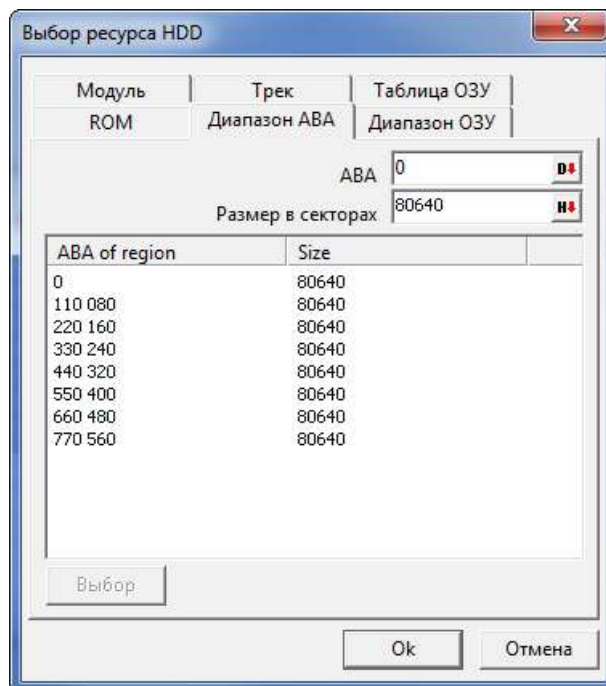 Выбор ресурса HDD
Модуль Трек Таблица ОЗУ
ROM Диапазон ABA Диапазон ОЗУ
ABA 0 D
Размер в секторах 80640 H
ABA of region Size
0 80640
110 080 80640
220 160 80640
330 240 80640
440 320 80640
550 400 80640
660 480 80640
770 560 80640
Выбор
Ok Отмена